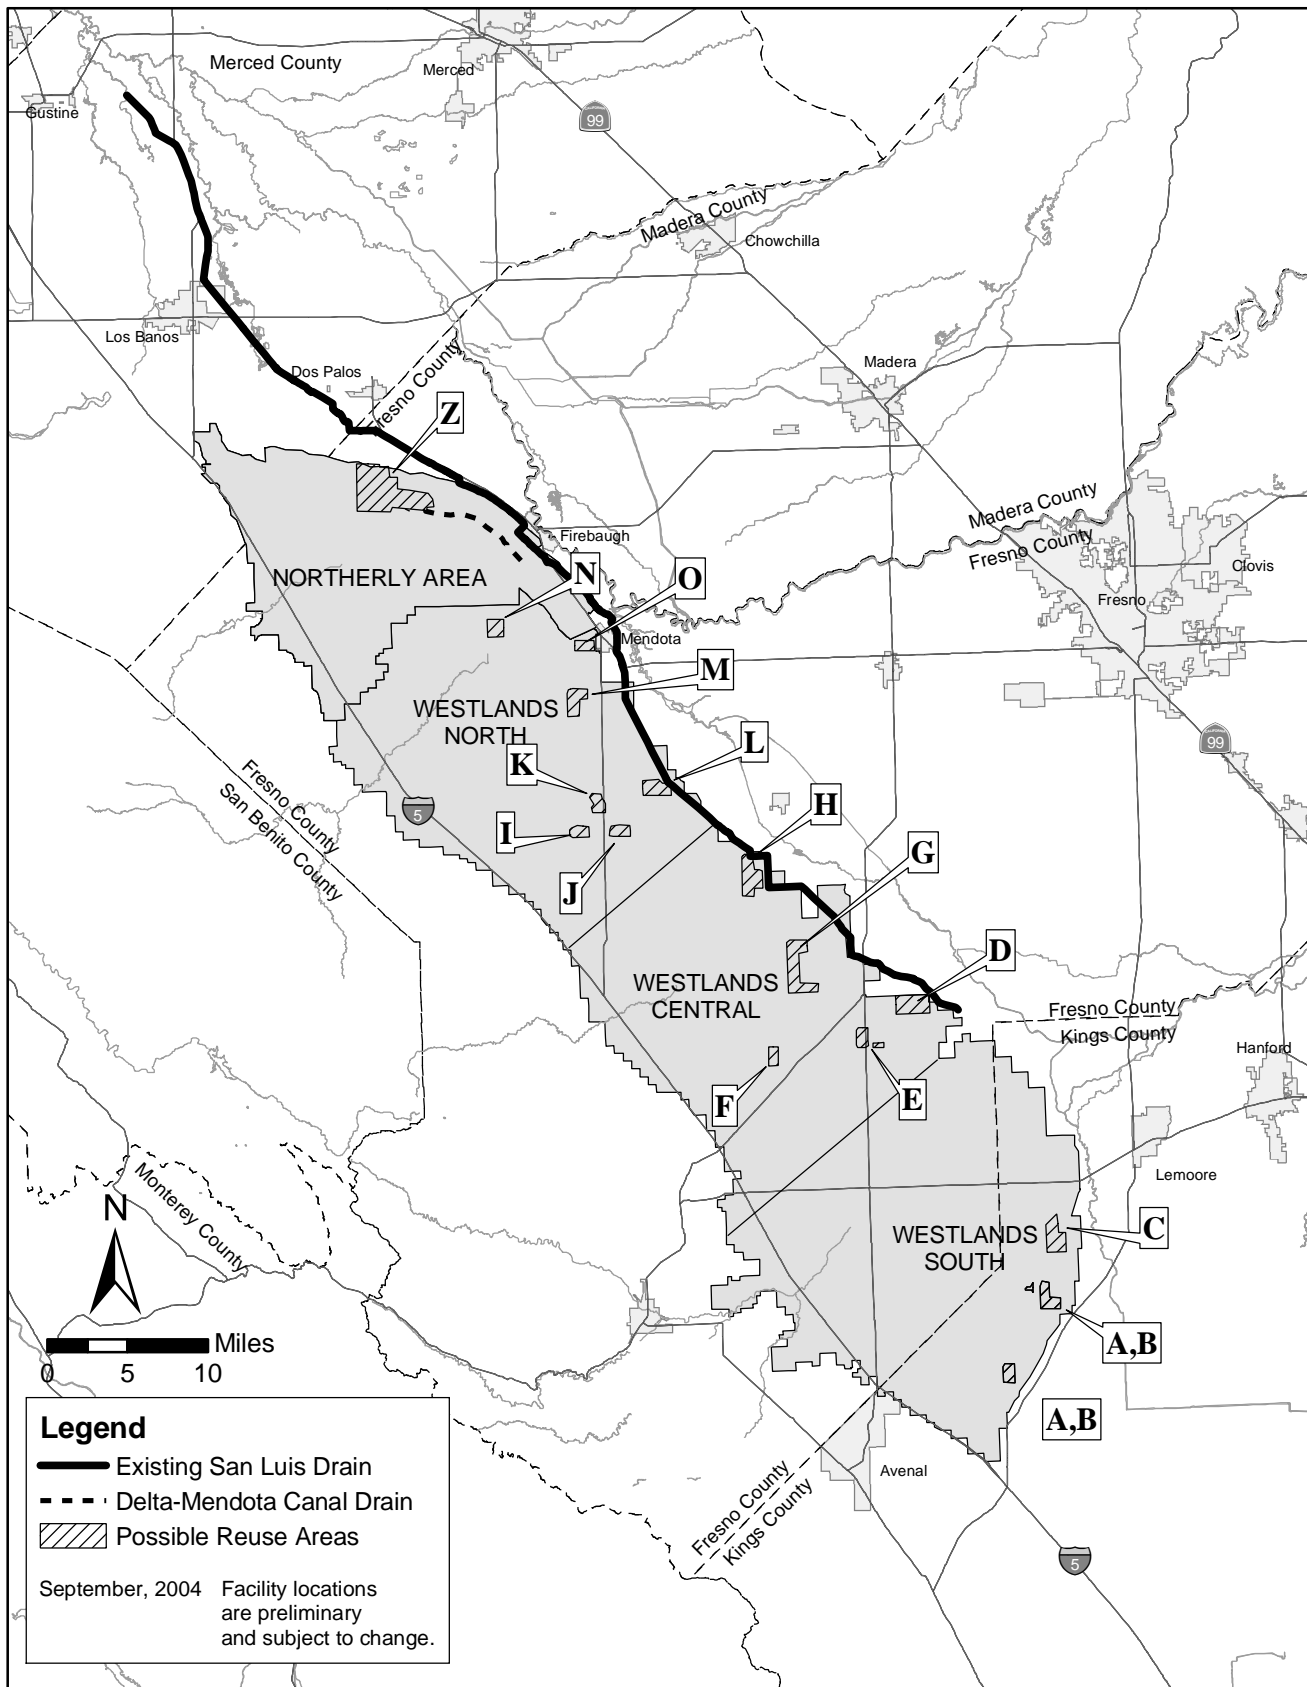 Merced County
Merced
Gustine
99
Madera County
Chowchilla
Los Banos
Dos Palos
Fresno County
Madera
Z
Madera County
Fresno County
Firebaugh
Clovis
NORTHERLY AREA
N
O
Fresno
Mendota
M
WESTLANDS
NORTH
L
99
K
Fresno County
San Benito County
5
H
I
G
J
D
WESTLANDS
CENTRAL
Fresno County
Kings County
Hanford
F
E
Monterey County
Lemoore
N
WESTLANDS
SOUTH
C
Miles
0 5 10
A,B
A,B
Avenal
Fresno County
Kings County
5
Legend
Existing San Luis Drain
Delta-Mendota Canal Drain
Possible Reuse Areas
September, 2004 Facility locations
are preliminary
and subject to change.